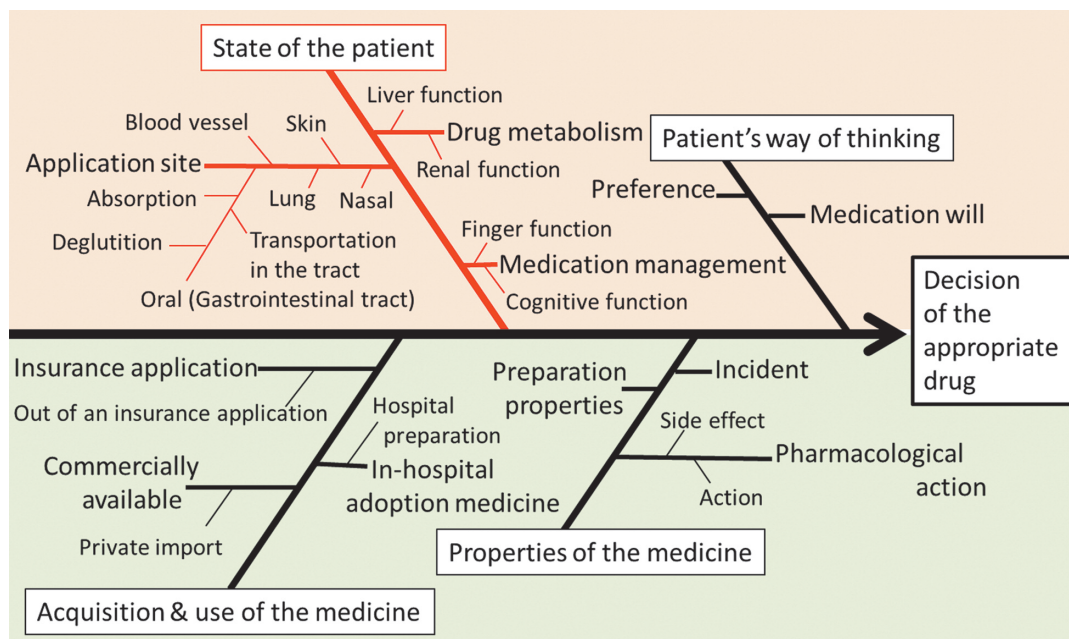 State of the patient
Liver function
Drug metabolism
Renal function
Blood vessel
Skin
Application site
Absorption
Lung
Nasal
Deglutition
Transportation
in the tract
Oral (Gastrointestinal tract)
Finger function
Medication management
Cognitive function
Patient’s way of thinking
Preference
Medication will
Decision
of the
appropriate
drug
Insurance application
Out of an insurance application
Hospital
preparation
In-hospital
adoption medicine
Commercially
available
Private import
Acquisition & use of the medicine
Preparation
properties
Incident
Side effect
Pharmacological
action
Action
Properties of the medicine